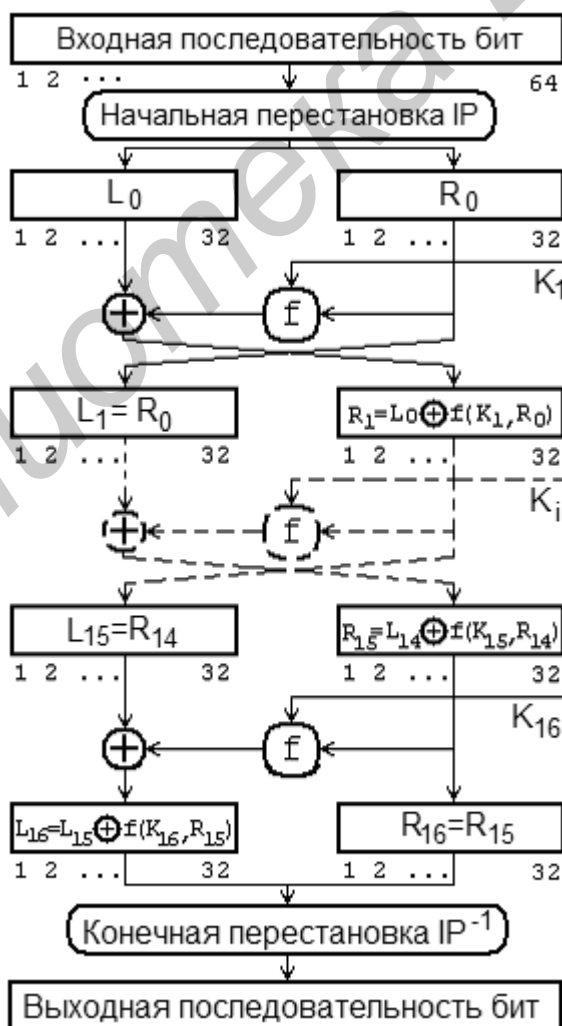 Входная последовательность бит
1 2 ... 64
Начальная перестановка IP
L0 R0
1 2 ... 32 1 2 ... 32
K1
f
L1= R0 R1=L0⊕f(K1,R0)
1 2 ... 32 1 2 ... 32
Ki
f
L15=R14 R15=L14⊕f(K15,R14)
1 2 ... 32 1 2 ... 32
K16
f
L16=L15⊕f(K16,R15) R16=R15
1 2 ... 32 1 2 ... 32
Конечная перестановка IP-1
Выходная последовательность бит